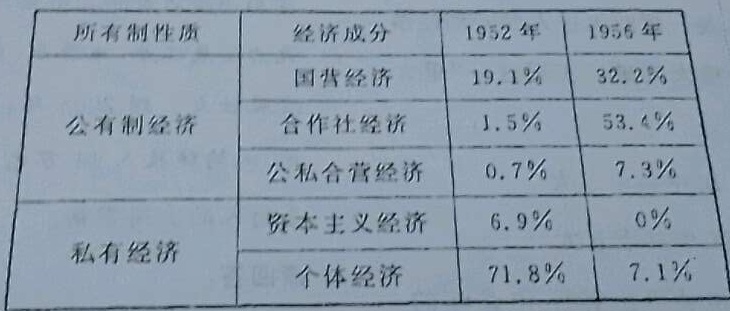 所有制性质 经济成分 1952年 1956年
公有制经济 国营经济 19.1% 32.2%
合作社经济 1.5% 53.4%
公私合营经济 0.7% 7.3%
私有经济 资本主义经济 6.9% 0%
个体经济 71.8% 7.1%